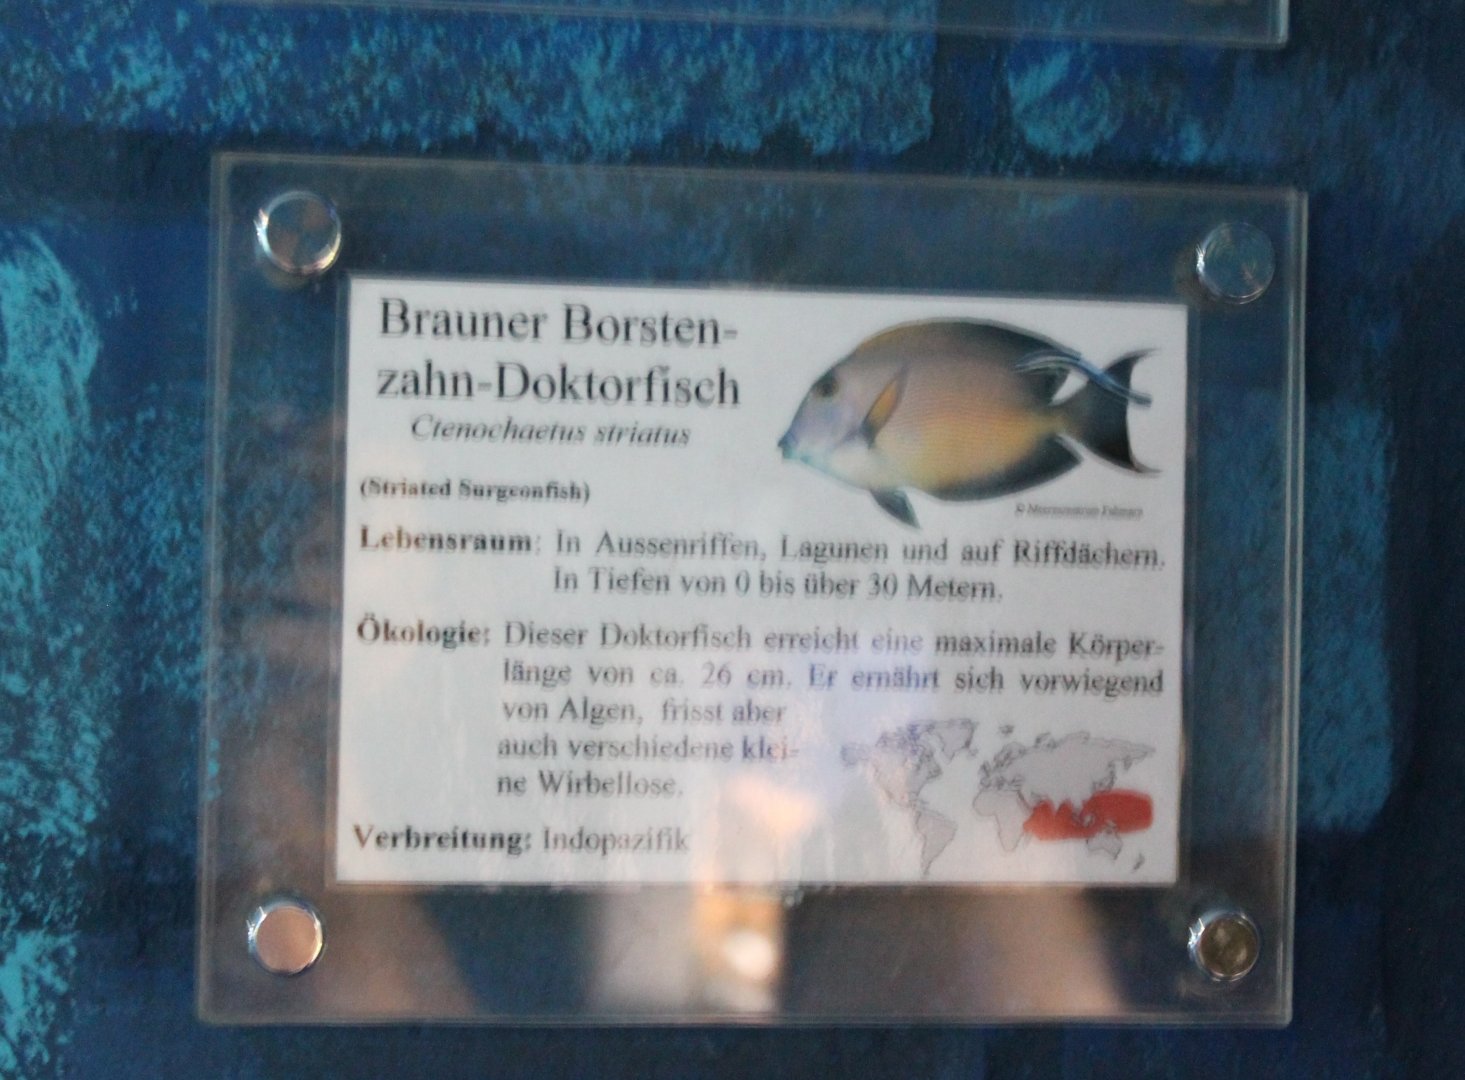 Brauner Borsten-
zahn-Doktorfisch
Ctenochaetus striatus
(Striated Surgeonfish)
Lebensraum: In Aussenriffen, Lagunen und auf Riffdächern.
In Tiefen von 0 bis über 30 Metern.
Ökologie: Dieser Doktorfisch erreicht eine maximale Körper-
länge von ca. 26 cm. Er ernährt sich vorwiegend
von Algen, frisst aber
auch verschiedene klei-
ne Wirbellose.
Verbreitung: Indopazifik